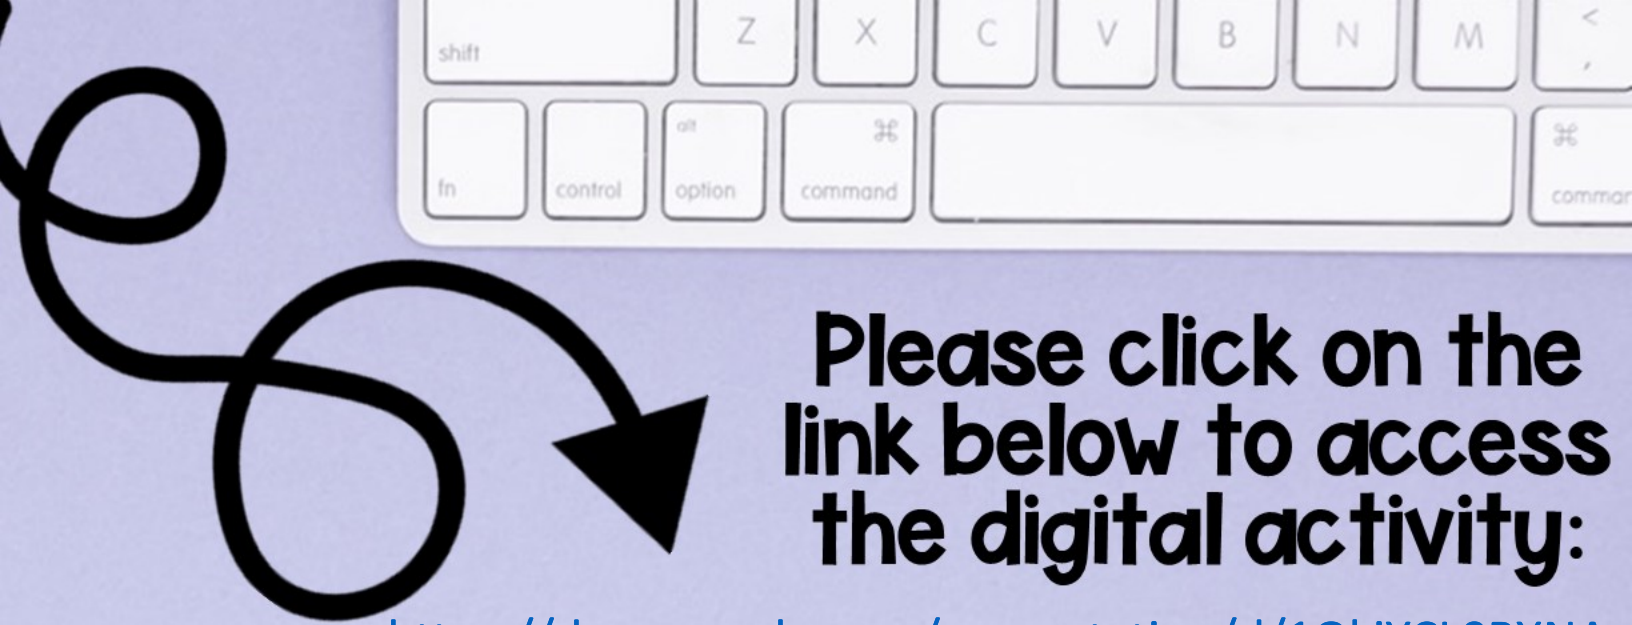 Z X C V B N M <
shift ,
alt ⌘ ⌘
fn control option command
Please click on the
link below to access
the digital activity: